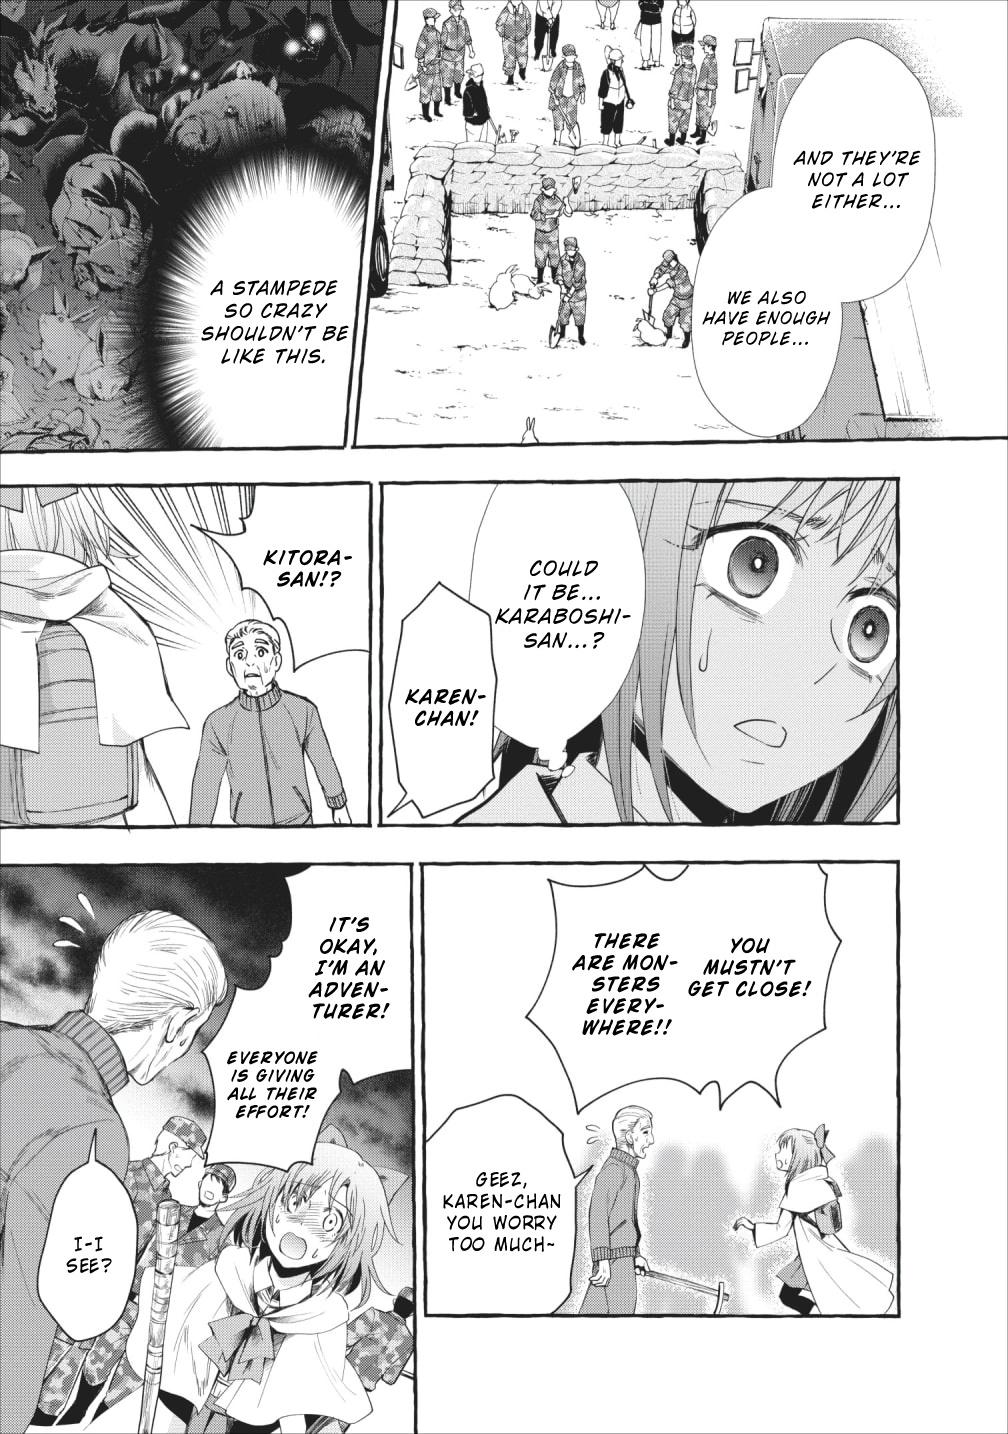 AND THEY'RE
NOT A LOT
EITHER...
WE ALSO
HAVE ENOUGH
PEOPLE...
A STAMPEDE
SO CRAZY
SHOULDN'T BE
LIKE THIS.
COULD
IT BE...
KARABOSHI-
SAN...?
KAREN-
CHAN!
KITORA-
SAN!?
YOU
MUSTN'T
GET CLOSE!
THERE
ARE MON-
STERS
EVERY-
WHERE!!
GEEZ,
KAREN-CHAN
YOU WORRY
TOO MUCH~
IT'S
OKAY,
I'M AN
ADVEN-
TURER!
EVERYONE
IS GIVING
ALL THEIR
EFFORT!
I-I
SEE?